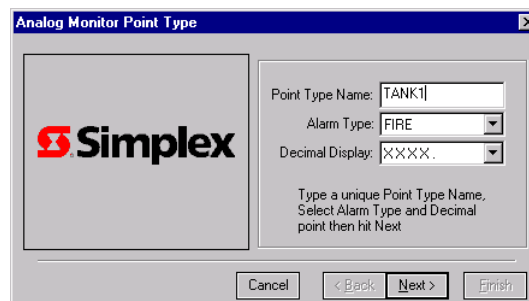 Analog Monitor Point Type
Simplex
Point Type Name: TANK1
Alarm Type: FIRE
Decimal Display: XXXX.
Type a unique Point Type Name,
Select Alarm Type and Decimal
point then hit Next
Cancel < Back Next > Finish